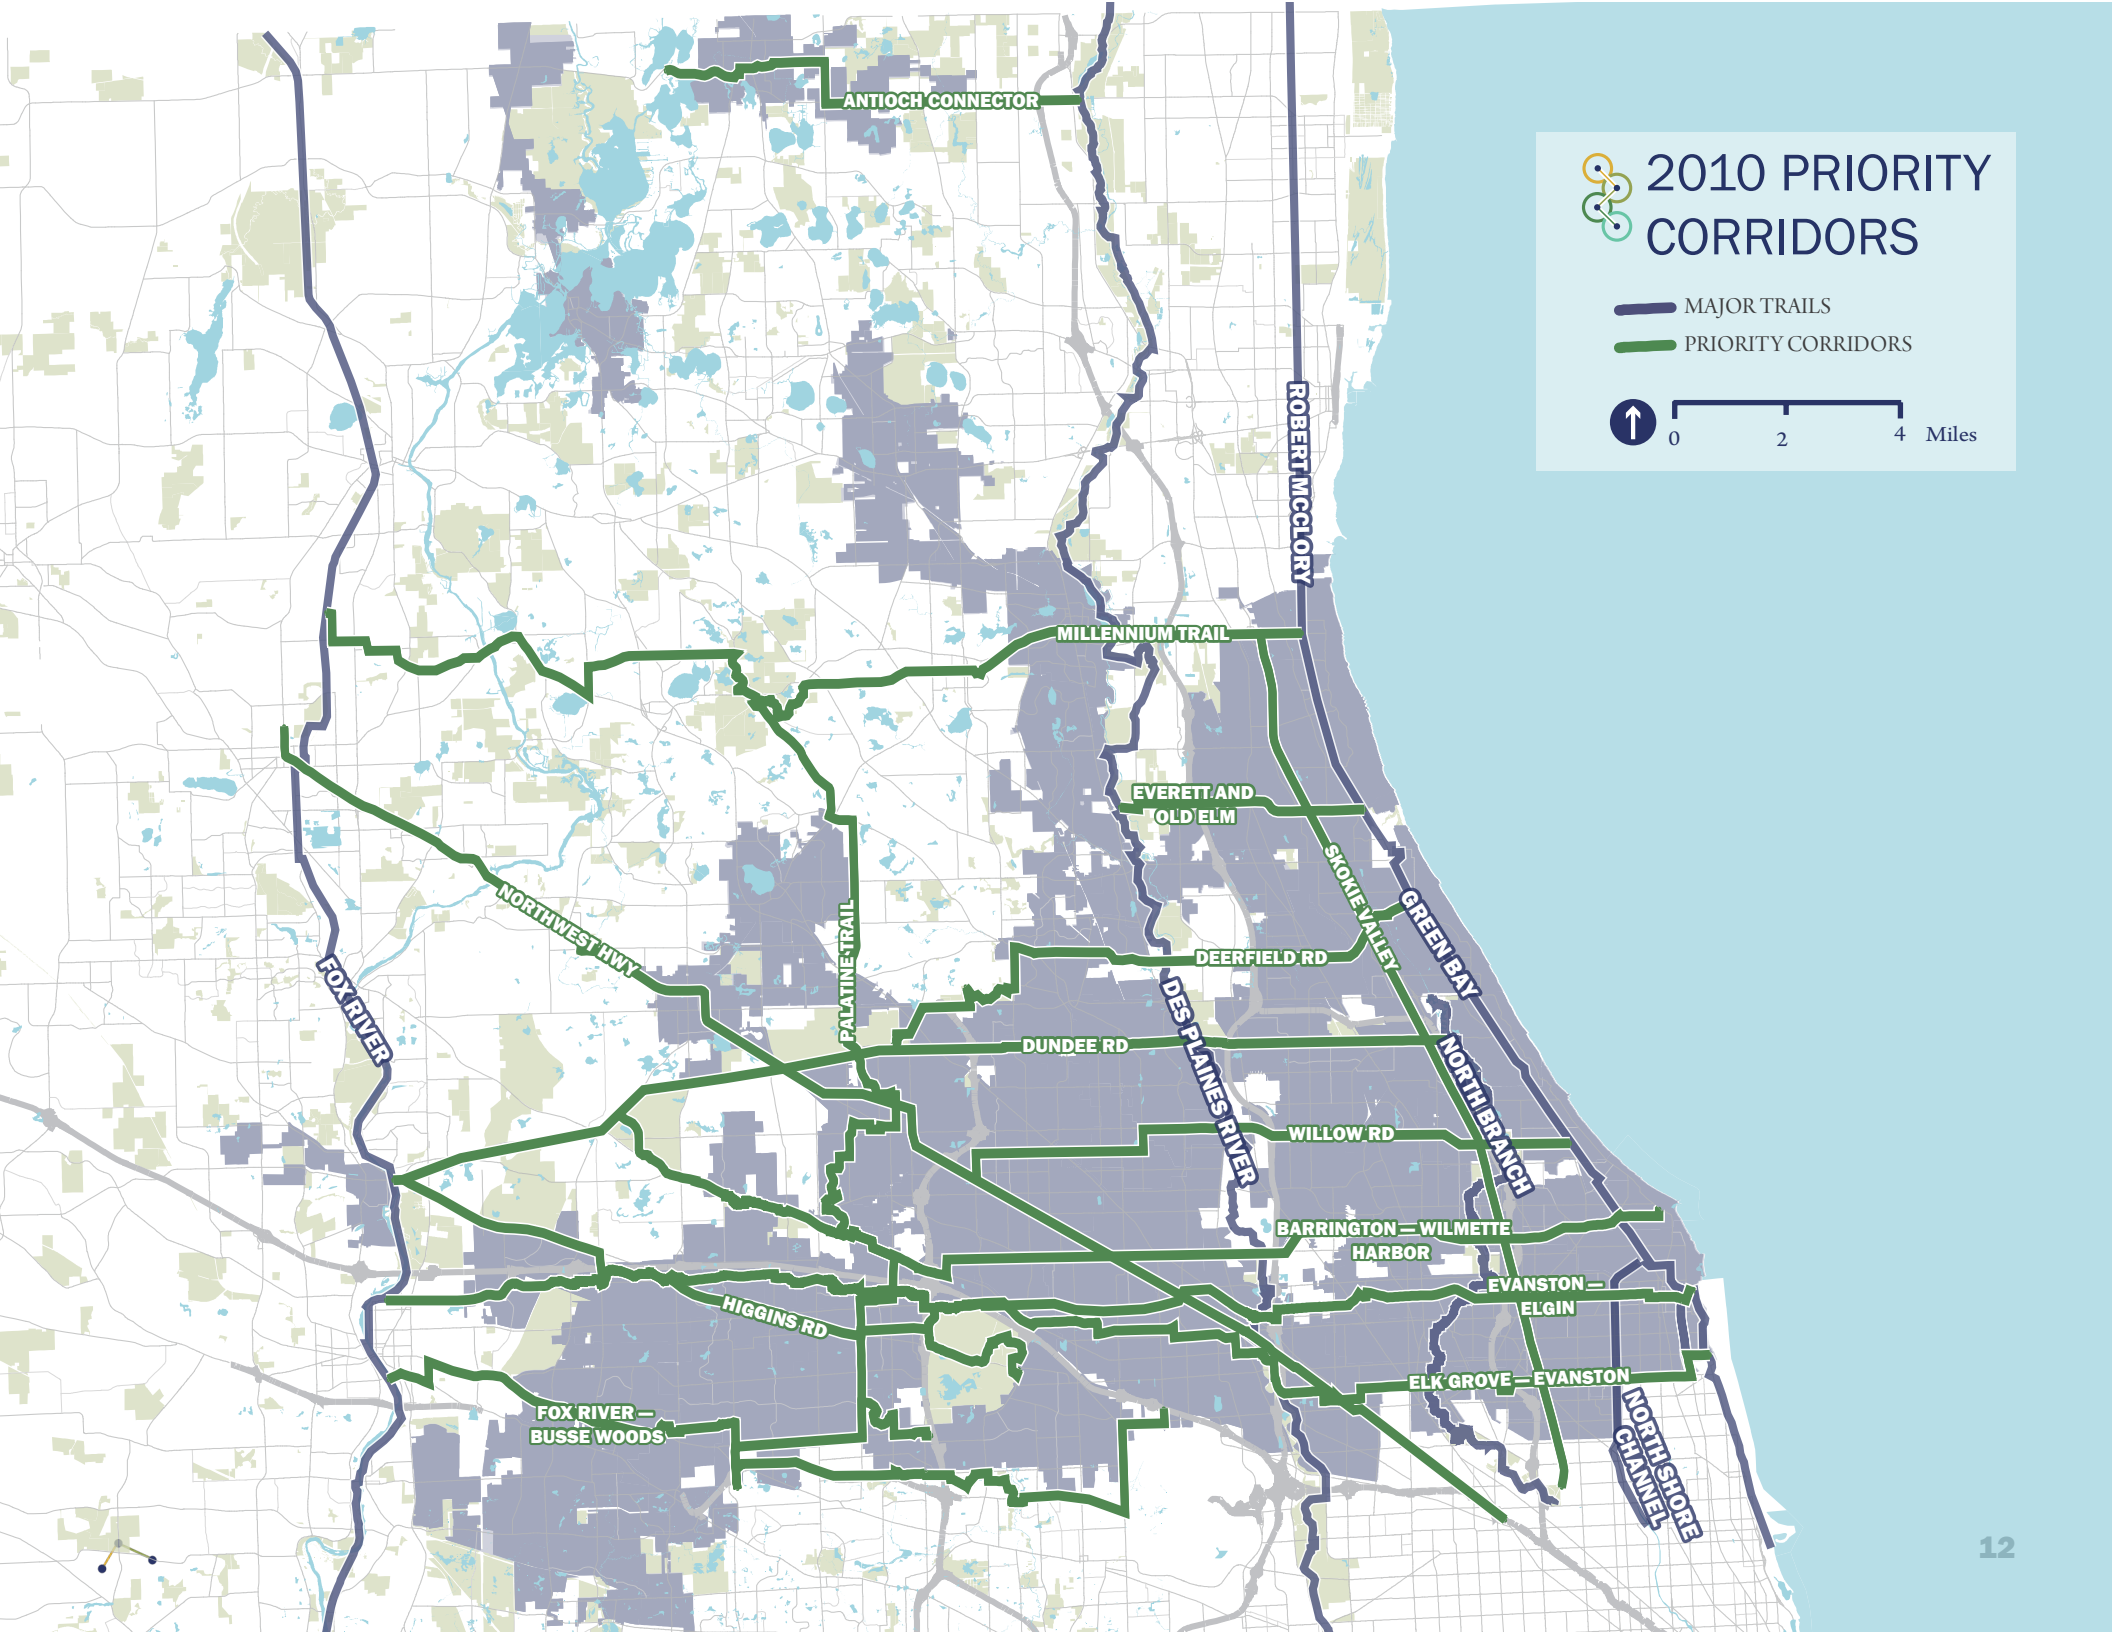 2010 PRIORITY
CORRIDORS
MAJOR TRAILS
PRIORITY CORRIDORS
0
2
4 Miles
ANTIOCH CONNECTOR
ROBERT MCCLORY
MILLENNIUM TRAIL
EVERETT AND
OLD ELM
SKOKIE VALLEY
GREEN BAY
NORTHWEST HWY
PALATINE TRAIL
DEERFIELD RD
FOX RIVER
DES PLAINES RIVER
DUNDEE RD
NORTH BRANCH
WILLOW RD
BARRINGTON — WILMETTE
HARBOR
EVANSTON —
ELGIN
HIGGINS RD
ELK GROVE — EVANSTON
FOX RIVER —
BUSSE WOODS
NORTH SHORE
CHANNEL
12